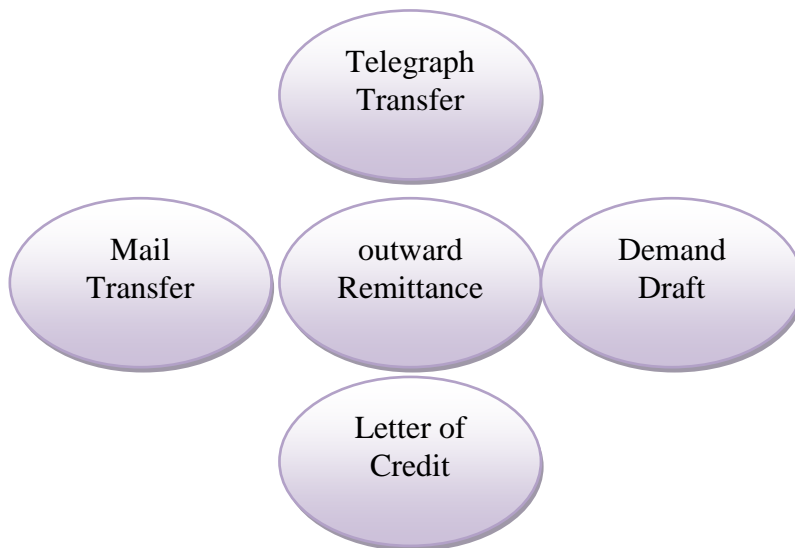 Telegraph
Transfer
Mail
Transfer
outward
Remittance
Demand
Draft
Letter of
Credit